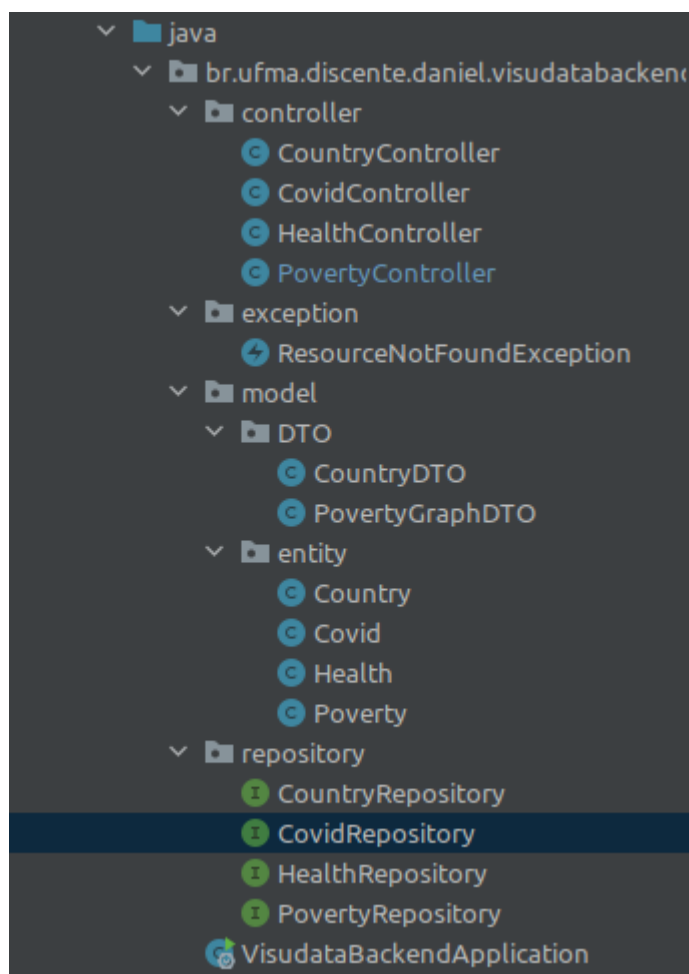 java
br.ufma.discente.daniel.visudatabackend
controller
CountryController
CovidController
HealthController
PovertyController
exception
ResourceNotFoundException
model
DTO
CountryDTO
PovertyGraphDTO
entity
Country
Covid
Health
Poverty
repository
CountryRepository
CovidRepository
HealthRepository
PovertyRepository
VisudataBackendApplication